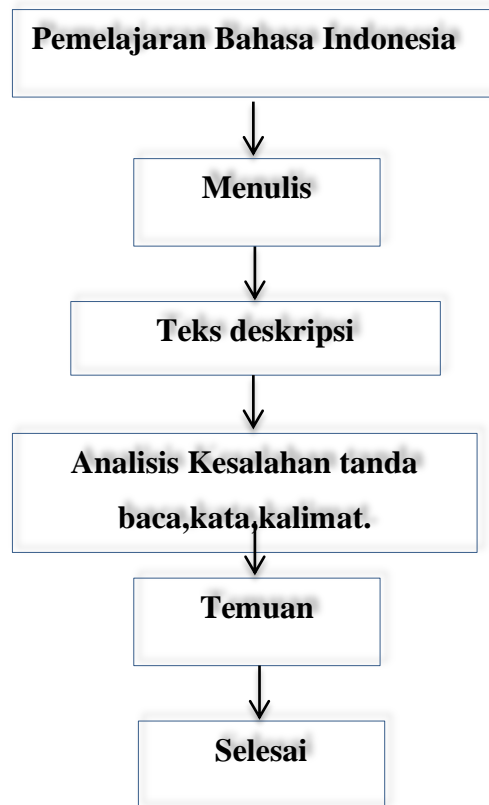 Pemelajaran Bahasa Indonesia
Menulis
Teks deskripsi
Analisis Kesalahan tanda
baca,kata,kalimat.
Temuan
Selesai